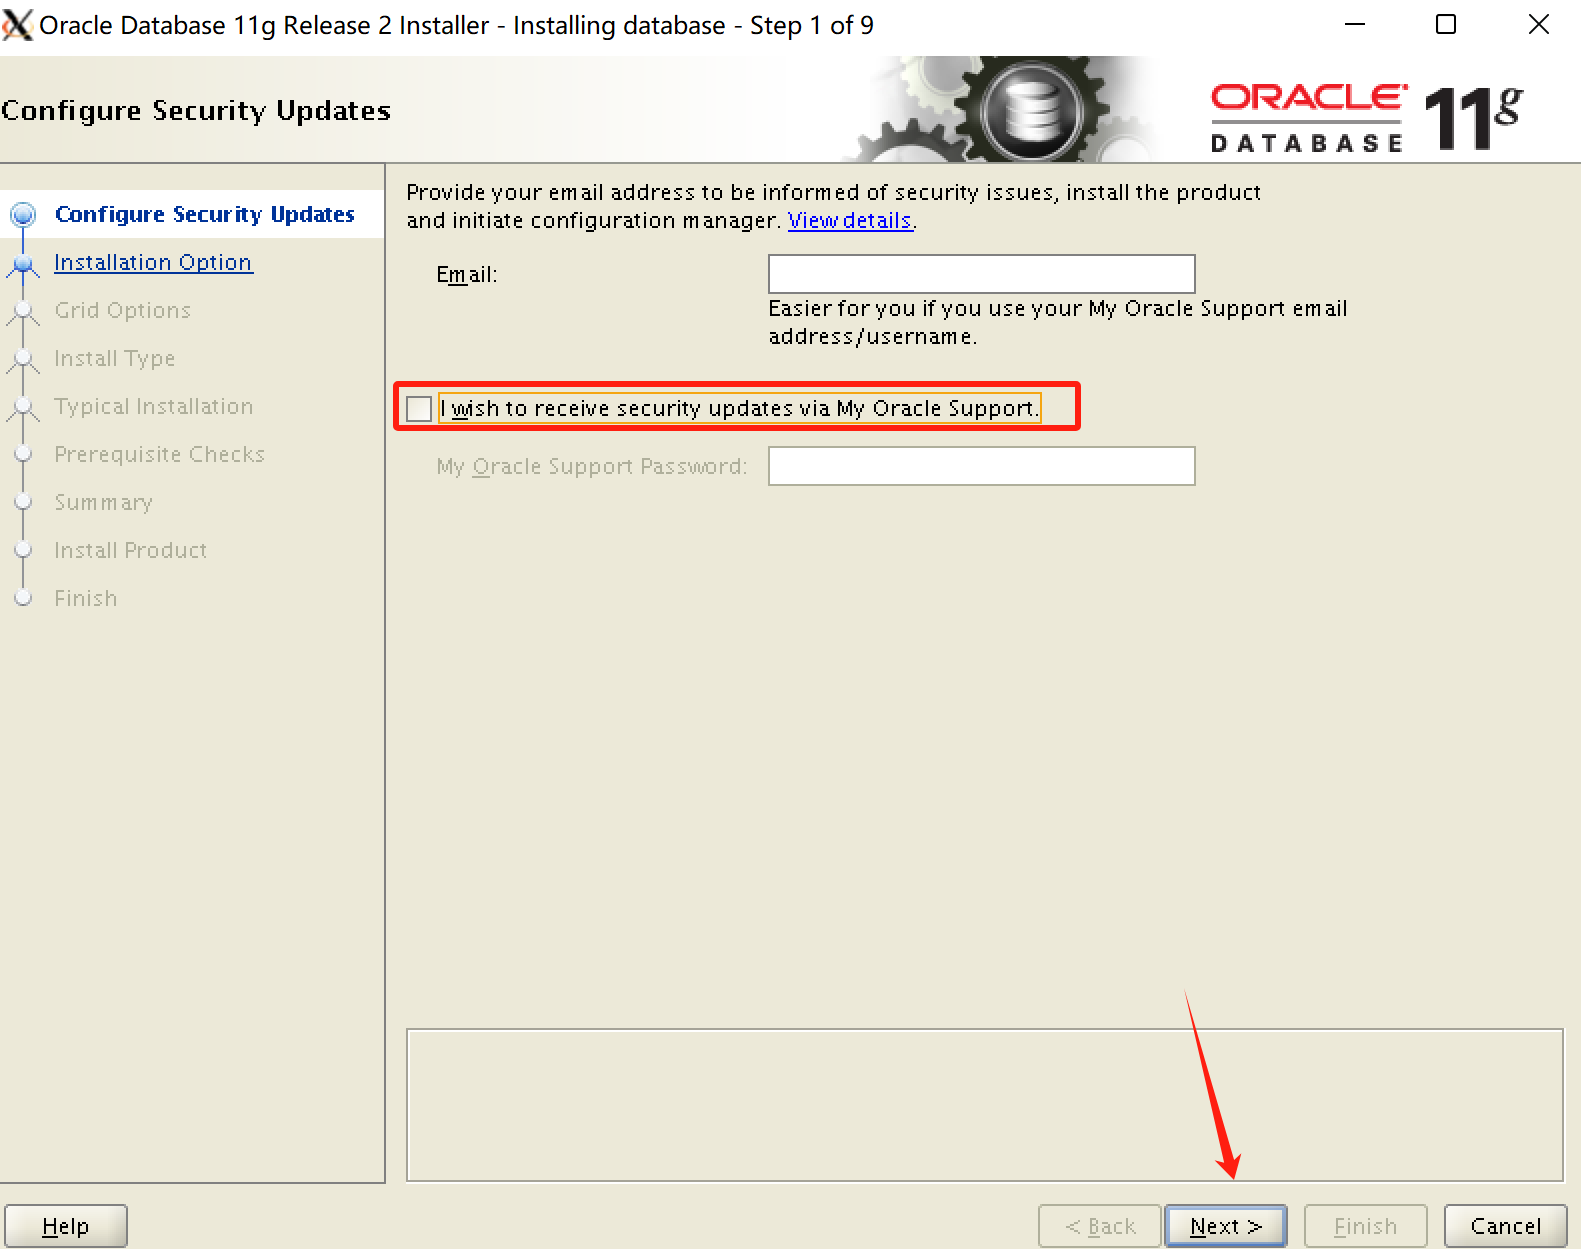 Oracle Database 11g Release 2 Installer - Installing database - Step 1 of 9
Configure Security Updates
ORACLE
DATABASE
11g
Configure Security Updates
Installation Option
Grid Options
Install Type
Typical Installation
Prerequisite Checks
Summary
Install Product
Finish
Provide your email address to be informed of security issues, install the product
and initiate configuration manager. View details.
Email:
Easier for you if you use your My Oracle Support email
address/username.
I wish to receive security updates via My Oracle Support.
My Oracle Support Password:
Help
< Back
Next >
Finish
Cancel